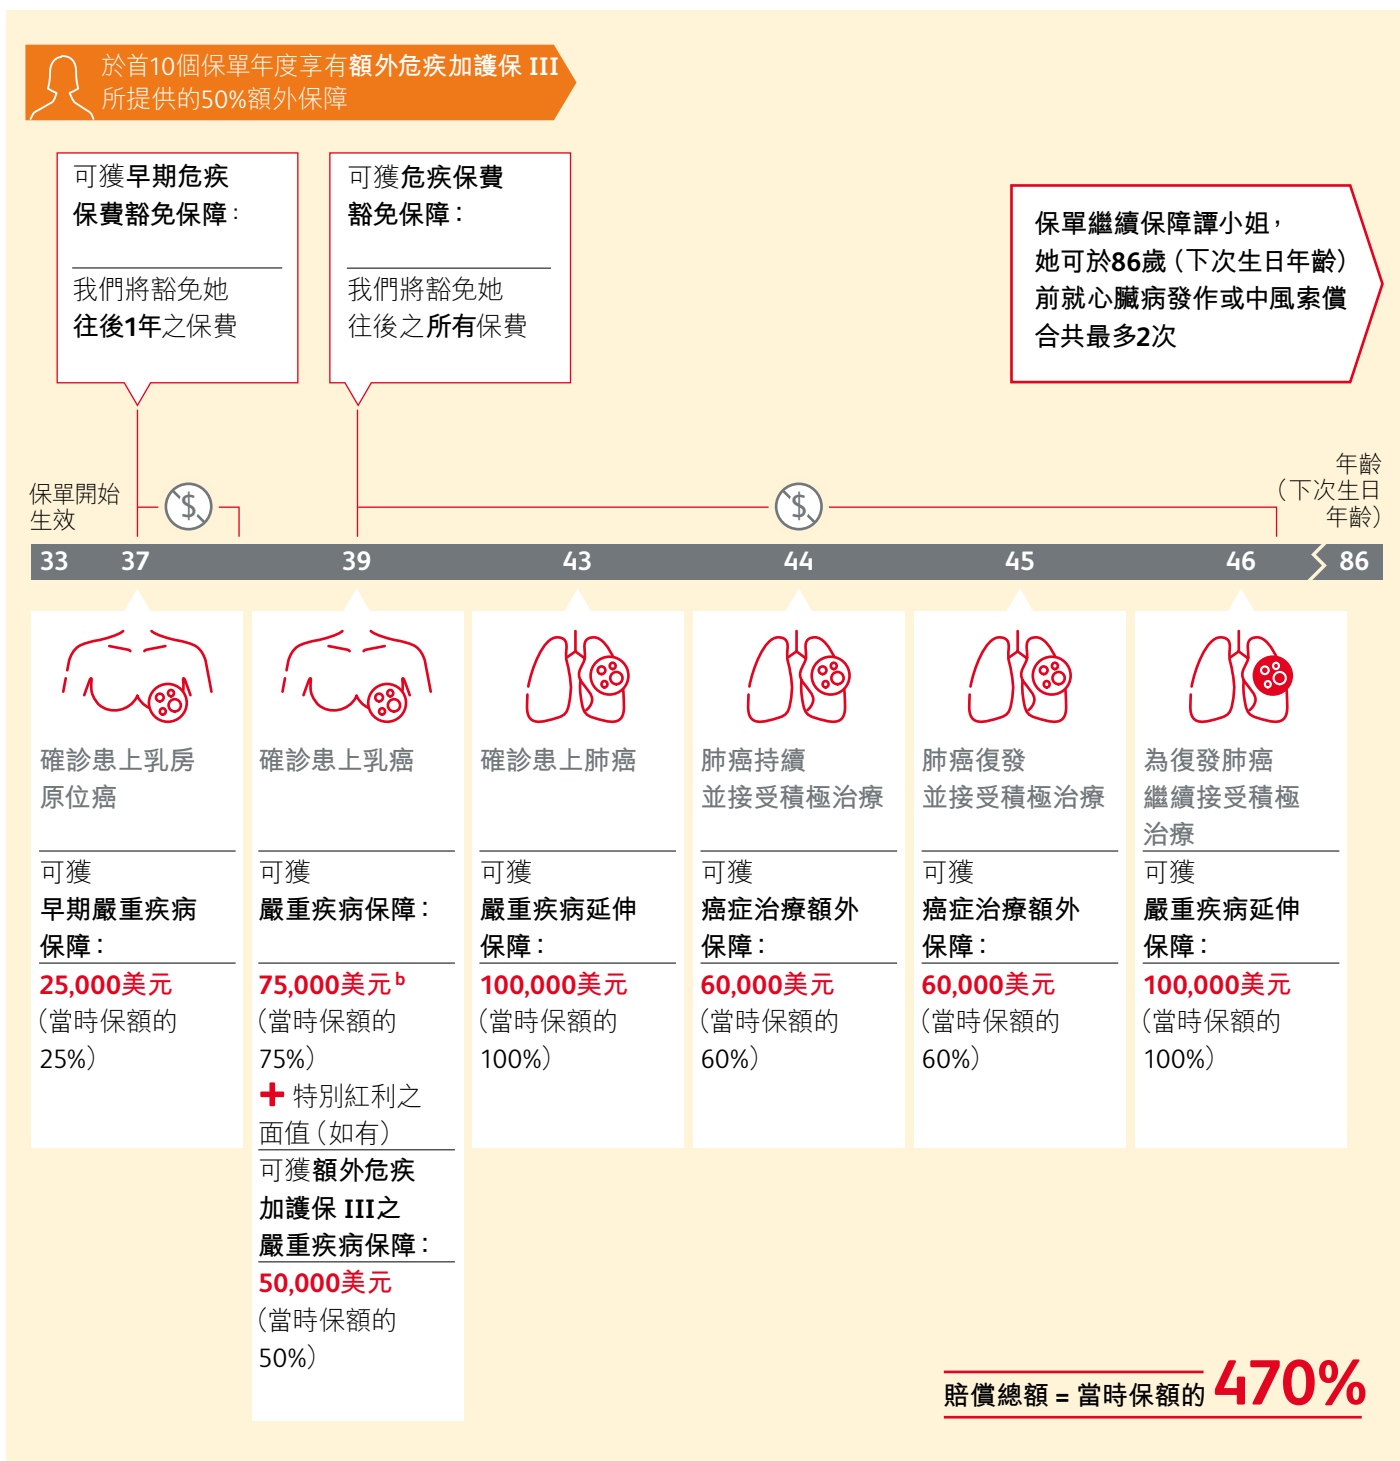 於首10個保單年度享有額外危疾加護保 III
所提供的50%額外保障
可獲早期危疾
保費豁免保障：
我們將豁免她
往後1年之保費
可獲危疾保費
豁免保障：
我們將豁免她
往後之所有保費
保單繼續保障譚小姐，
她可於86歲（下次生日年齡）
前就心臟病發作或中風索償
合共最多2次
保單開始
生效
$
$
年齡
（下次生日
年齡）
33 37 39 43 44 45 46 86
確診患上乳房
原位癌
可獲
早期嚴重疾病
保障：
25,000美元
（當時保額的
25%）
確診患上乳癌
可獲
嚴重疾病保障：
75,000美元 b
（當時保額的
75%）
+ 特別紅利之
面值（如有）
可獲額外危疾
加護保 III之
嚴重疾病保障：
50,000美元
（當時保額的
50%）
確診患上肺癌
可獲
嚴重疾病延伸
保障：
100,000美元
（當時保額的
100%）
肺癌持續
並接受積極治療
可獲
癌症治療額外
保障：
60,000美元
（當時保額的
60%）
肺癌復發
並接受積極治療
可獲
癌症治療額外
保障：
60,000美元
（當時保額的
60%）
為復發肺癌
繼續接受積極
治療
可獲
嚴重疾病延伸
保障：
100,000美元
（當時保額的
100%）
賠償總額 = 當時保額的 470%